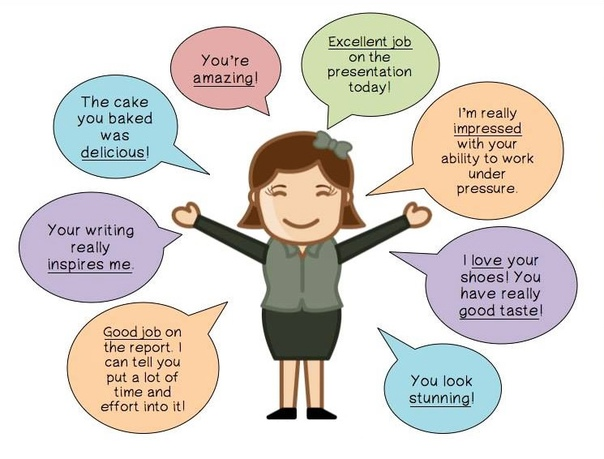 You're
amazing!
Excellent job
on the
presentation
today!
The cake
you baked
was
delicious!
I'm really
impressed
with your
ability to work
under
pressure.
Your writing
really
inspires me.
I love your
shoes! You
have really
good taste!
Good job on
the report. I
can tell you
put a lot of
time and
effort into it!
You look
stunning!